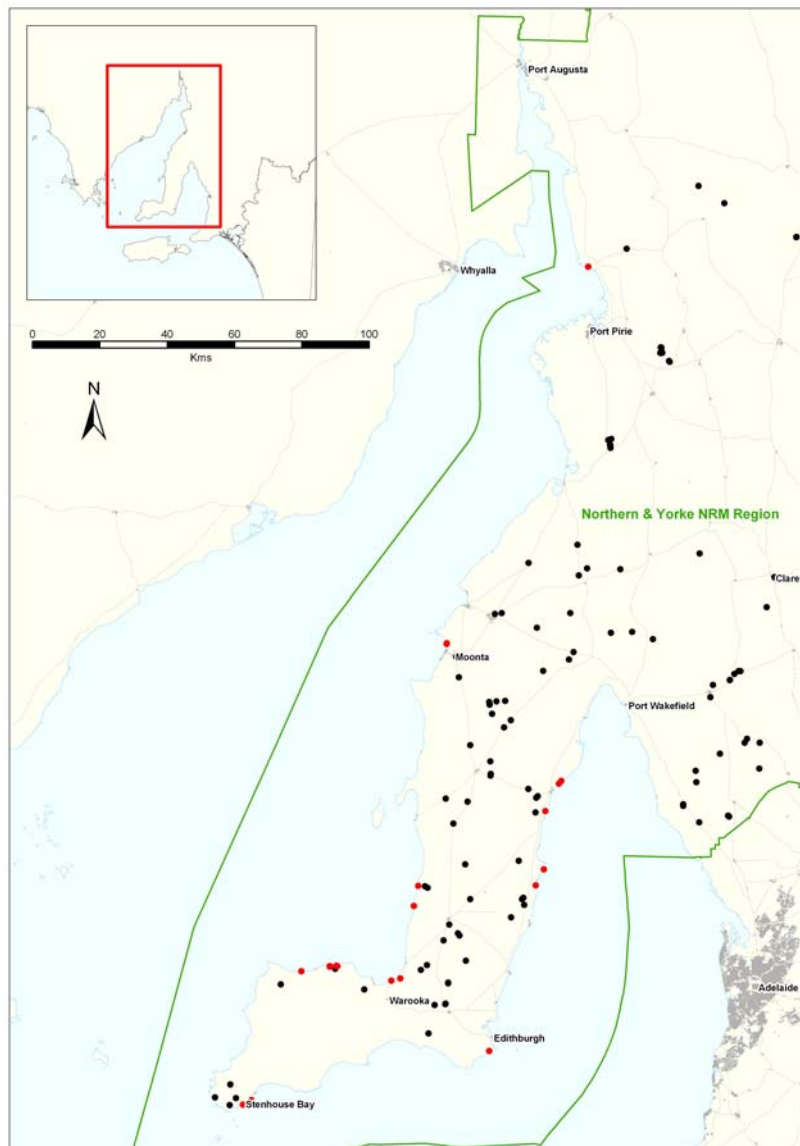 Port Augusta
Whyalla
0 20 40 60 80 100
Kms
Port Pirie
N
Northern & Yorke NRM Region
Clare
Moonta
Port Wakefield
Adelaide
Warooka
Edithburgh
Stenhouse Bay